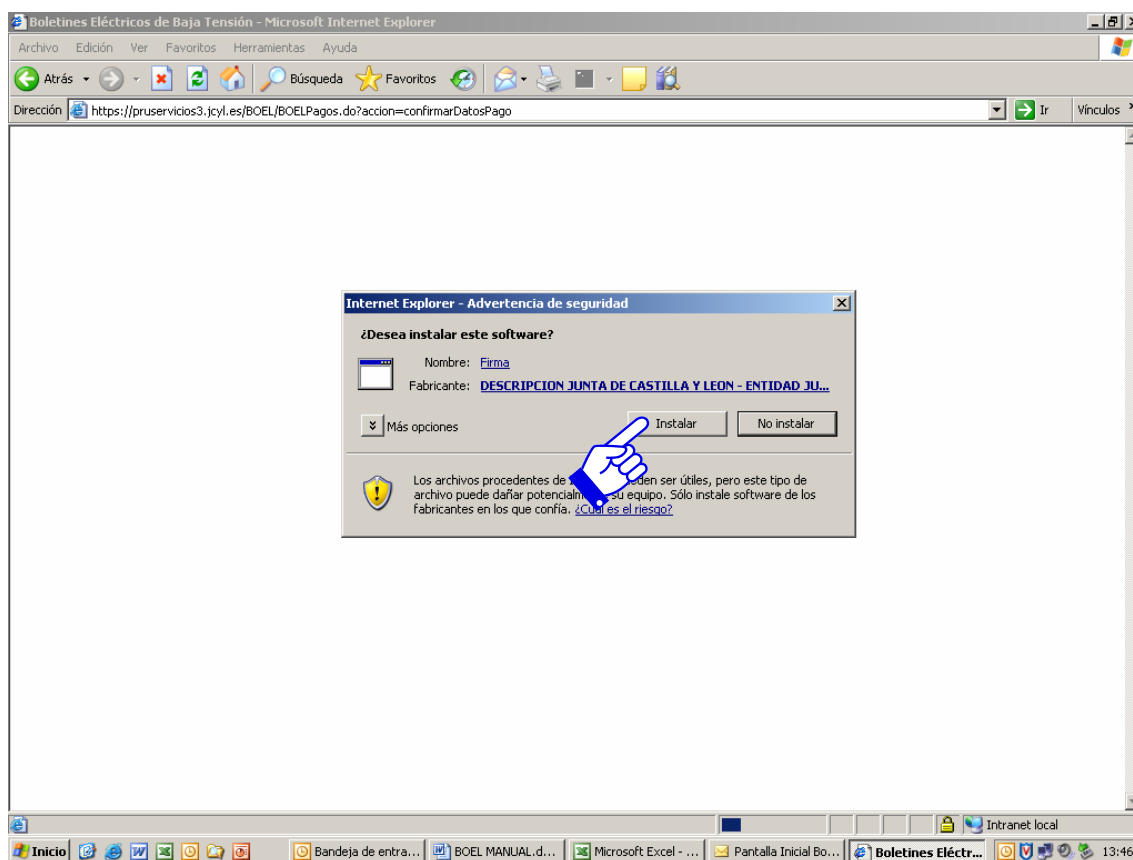 Boletines Eléctricos de Baja Tensión - Microsoft Internet Explorer
Archivo Edición Ver Favoritos Herramientas Ayuda
Atrás Búsqueda Favoritos
Dirección https://pruservicios3.jcyl.es/BOEL/BOELPagos.do?accion=confirmarDatosPago Ir Vínculos
Internet Explorer - Advertencia de seguridad
¿Desea instalar este software?
Nombre: Firma
Fabricante: DESCRIPCION JUNTA DE CASTILLA Y LEON - ENTIDAD JU...
Más opciones Instalar No instalar
Los archivos procedentes de ueden ser útiles, pero este tipo de
archivo puede dañar potencialm su equipo. Sólo instale software de los
fabricantes en los que confía. ¿Cuál es el riesgo?
Intranet local
Inicio Bandeja de entra... BOEL MANUAL.d... Microsoft Excel - ... Pantalla Inicial Bo... Boletines Eléctr... 13:46